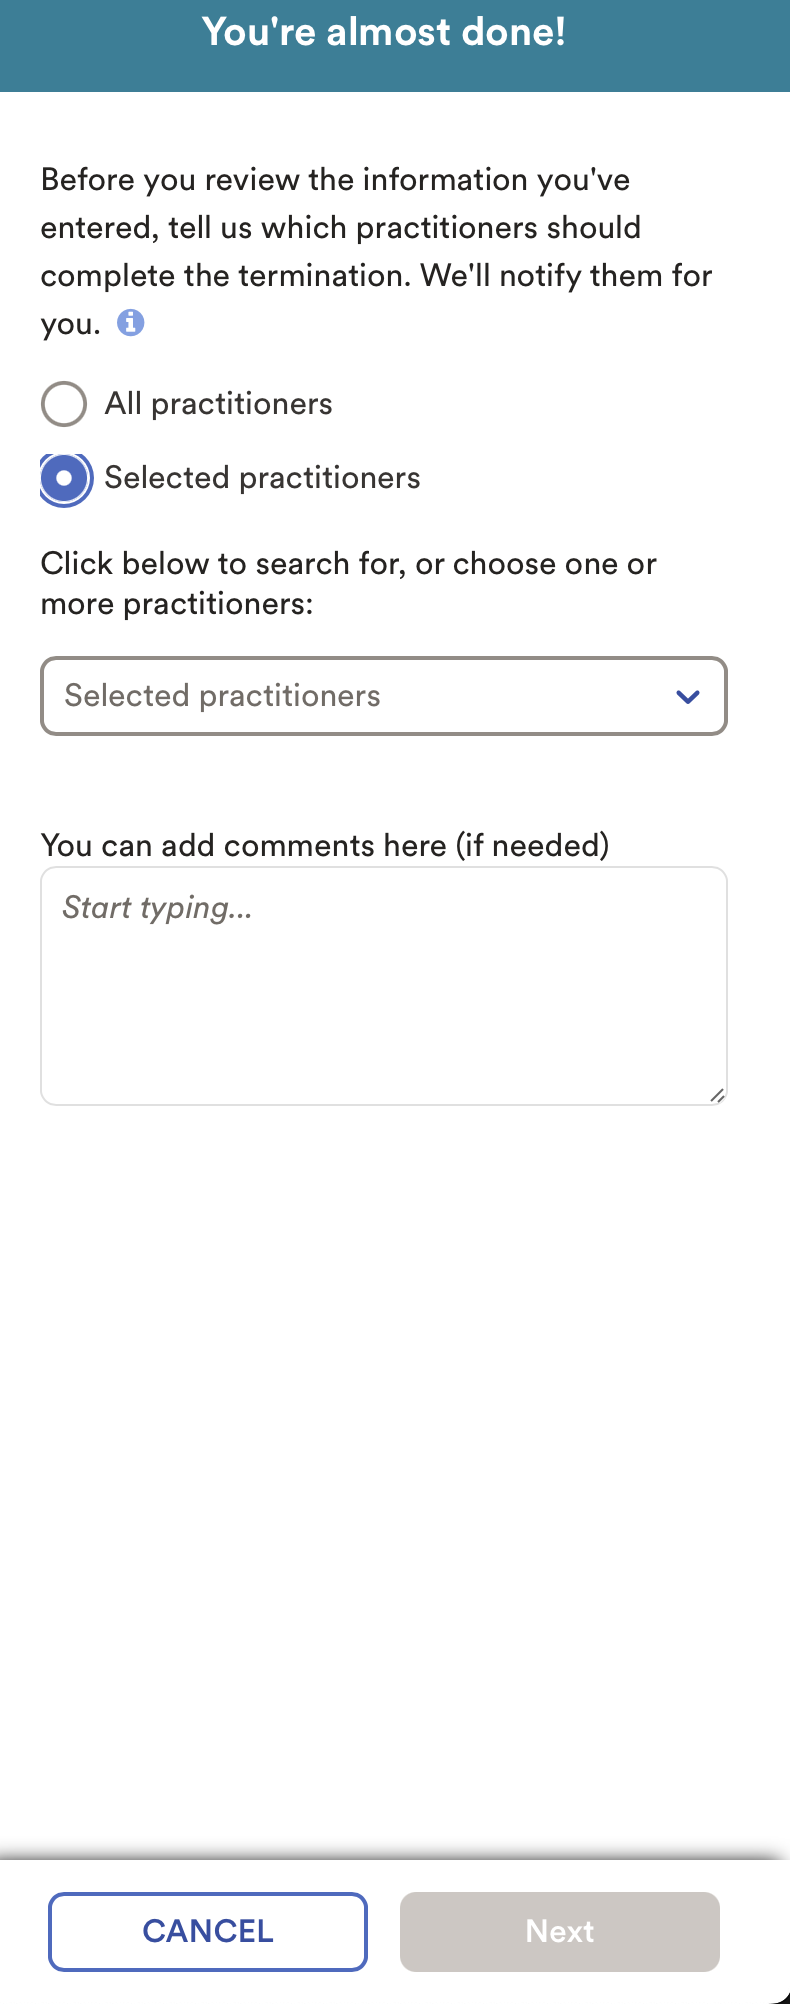 You're almost done!
Before you review the information you've
entered, tell us which practitioners should
complete the termination. We'll notify them for
you.
All practitioners
Selected practitioners
Click below to search for, or choose one or
more practitioners:
Selected practitioners
You can add comments here (if needed)
Start typing...
CANCEL
Next